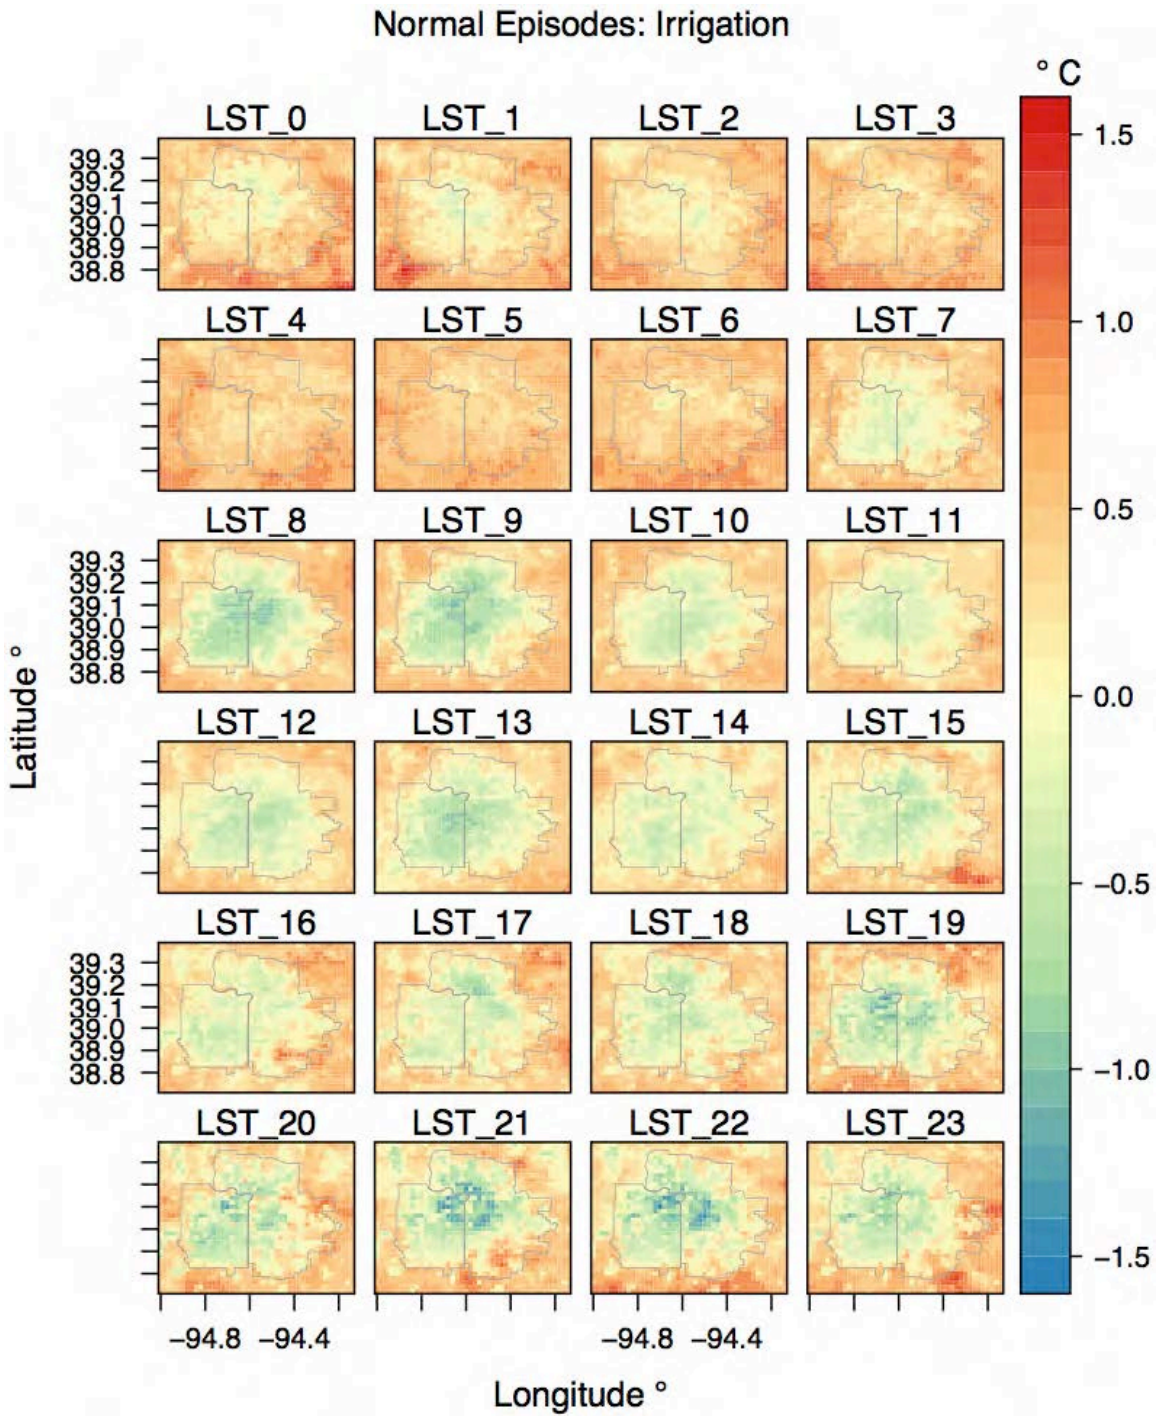 Normal Episodes: Irrigation
° C
LST_0 LST_1 LST_2 LST_3
39.3
39.2
39.1
39.0
38.9
38.8
LST_4 LST_5 LST_6 LST_7
LST_8 LST_9 LST_10 LST_11
39.3
39.2
39.1
39.0
38.9
38.8
LST_12 LST_13 LST_14 LST_15
LST_16 LST_17 LST_18 LST_19
39.3
39.2
39.1
39.0
38.9
38.8
LST_20 LST_21 LST_22 LST_23
−94.8 −94.4 −94.8 −94.4
Longitude °
Latitude °
1.5
1.0
0.5
0.0
−0.5
−1.0
−1.5